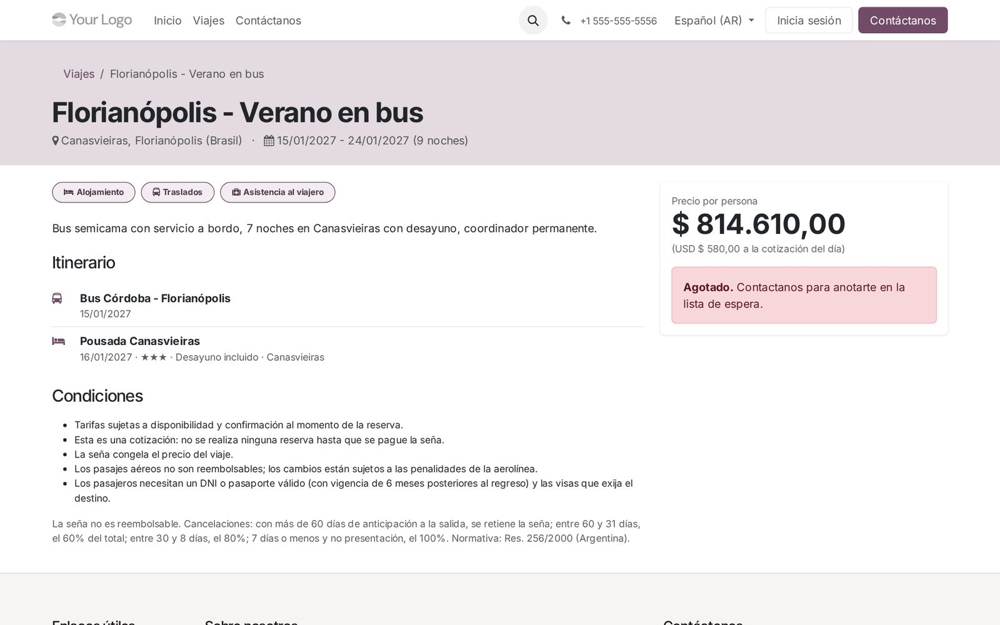 Your Logo
Inicio
Viajes
Contáctanos
+1 555-555-5556
Español (AR)
Inicia sesión
Contáctanos
Viajes / Florianópolis - Verano en bus
Florianópolis - Verano en bus
Canasvieiras, Florianópolis (Brasil) · 15/01/2027 - 24/01/2027 (9 noches)
Alojamiento
Traslados
Asistencia al viajero
Bus semicama con servicio a bordo, 7 noches en Canasvieiras con desayuno, coordinador permanente.
Itinerario
Bus Córdoba - Florianópolis
15/01/2027
Pousada Canasvieiras
16/01/2027 · ★★★ · Desayuno incluido · Canasvieiras
Condiciones
Tarifas sujetas a disponibilidad y confirmación al momento de la reserva.
Esta es una cotización: no se realiza ninguna reserva hasta que se pague la seña.
La seña congela el precio del viaje.
Los pasajes aéreos no son reembolsables; los cambios están sujetos a las penalidades de la aerolínea.
Los pasajeros necesitan un DNI o pasaporte válido (con vigencia de 6 meses posteriores al regreso) y las visas que exija el
destino.
La seña no es reembolsable. Cancelaciones: con más de 60 días de anticipación a la salida, se retiene la seña; entre 60 y 31 días,
el 60% del total; entre 30 y 8 días, el 80%; 7 días o menos y no presentación, el 100%. Normativa: Res. 256/2000 (Argentina).
Precio por persona
$ 814.610,00
(USD $ 580,00 a la cotización del día)
Agotado. Contactanos para anotarte en la
lista de espera.
Enlaces útiles
Sobre nosotros
Contáctanos